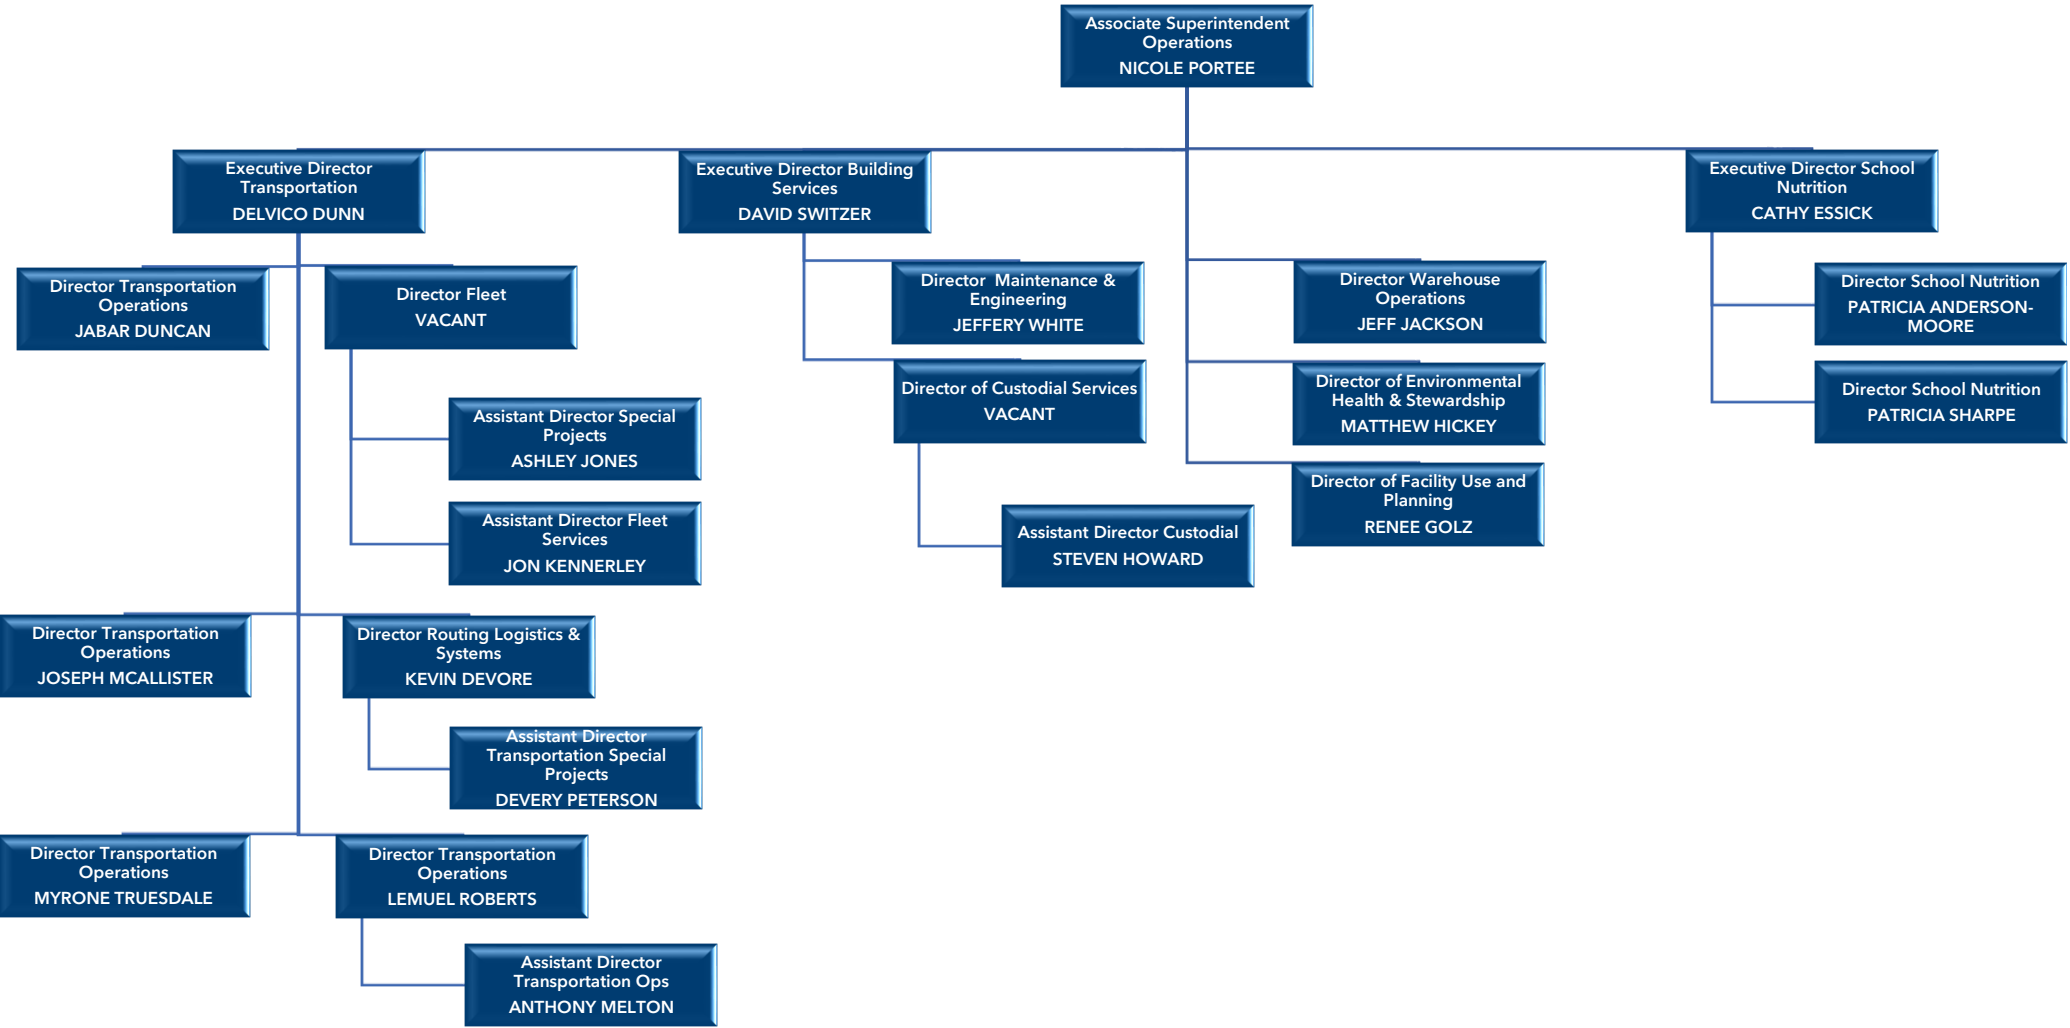 Associate Superintendent
Operations
NICOLE PORTEE
Executive Director
Transportation
DELVICO DUNN
Executive Director Building
Services
DAVID SWITZER
Executive Director School
Nutrition
CATHY ESSICK
Director Transportation
Operations
JABAR DUNCAN
Director Fleet
VACANT
Director  Maintenance &
Engineering
JEFFERY WHITE
Director Warehouse
Operations
JEFF JACKSON
Director School Nutrition
PATRICIA ANDERSON-
MOORE
Director of Custodial Services
VACANT
Director of Environmental
Health & Stewardship
MATTHEW HICKEY
Director School Nutrition
PATRICIA SHARPE
Assistant Director Special
Projects
ASHLEY JONES
Director of Facility Use and
Planning
RENEE GOLZ
Assistant Director Fleet
Services
JON KENNERLEY
Assistant Director Custodial
STEVEN HOWARD
Director Transportation
Operations
JOSEPH MCALLISTER
Director Routing Logistics &
Systems
KEVIN DEVORE
Assistant Director
Transportation Special
Projects
DEVERY PETERSON
Director Transportation
Operations
MYRONE TRUESDALE
Director Transportation
Operations
LEMUEL ROBERTS
Assistant Director
Transportation Ops
ANTHONY MELTON